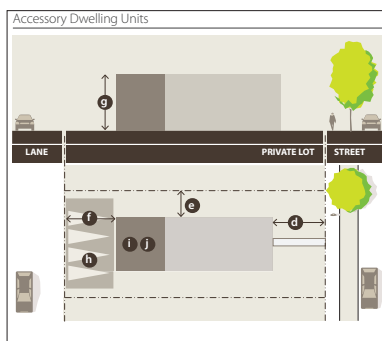 Accessory Dwelling Units
g
LANE PRIVATE LOT STREET
e
f d
i j
h